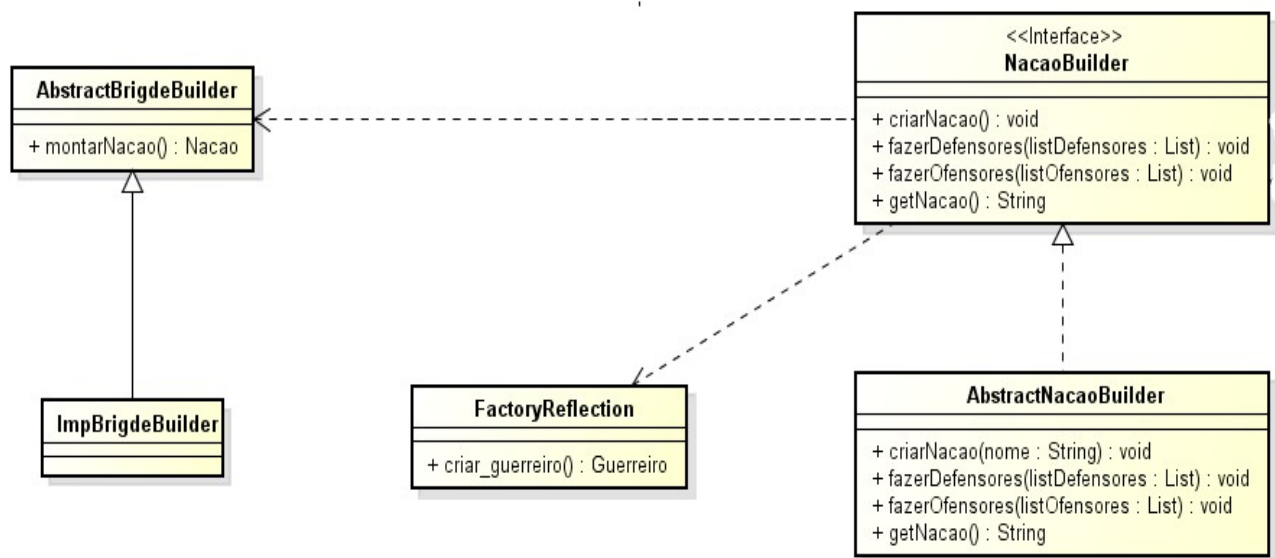 AbstractBrigdeBuilder
+ montarNacao() : Nacao
<<Interface>>
NacaoBuilder
+ criarNacao() : void
+ fazerDefensores(listDefensores : List) : void
+ fazerOfensores(listOfensores : List) : void
+ getNacao() : String
ImpBrigdeBuilder
FactoryReflection
+ criar_guerreiro() : Guerreiro
AbstractNacaoBuilder
+ criarNacao(nome : String) : void
+ fazerDefensores(listDefensores : List) : void
+ fazerOfensores(listOfensores : List) : void
+ getNacao() : String